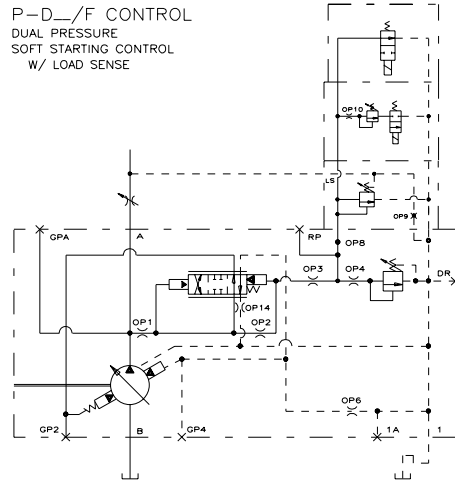 P-D__/F CONTROL
DUAL PRESSURE
SOFT STARTING CONTROL
W/ LOAD SENSE
OP10
LS
OP9
GPA
A
RP
OP8
OP3
OP4
DR
OP14
OP1
OP2
OP6
GP2
B
GP4
1A
1